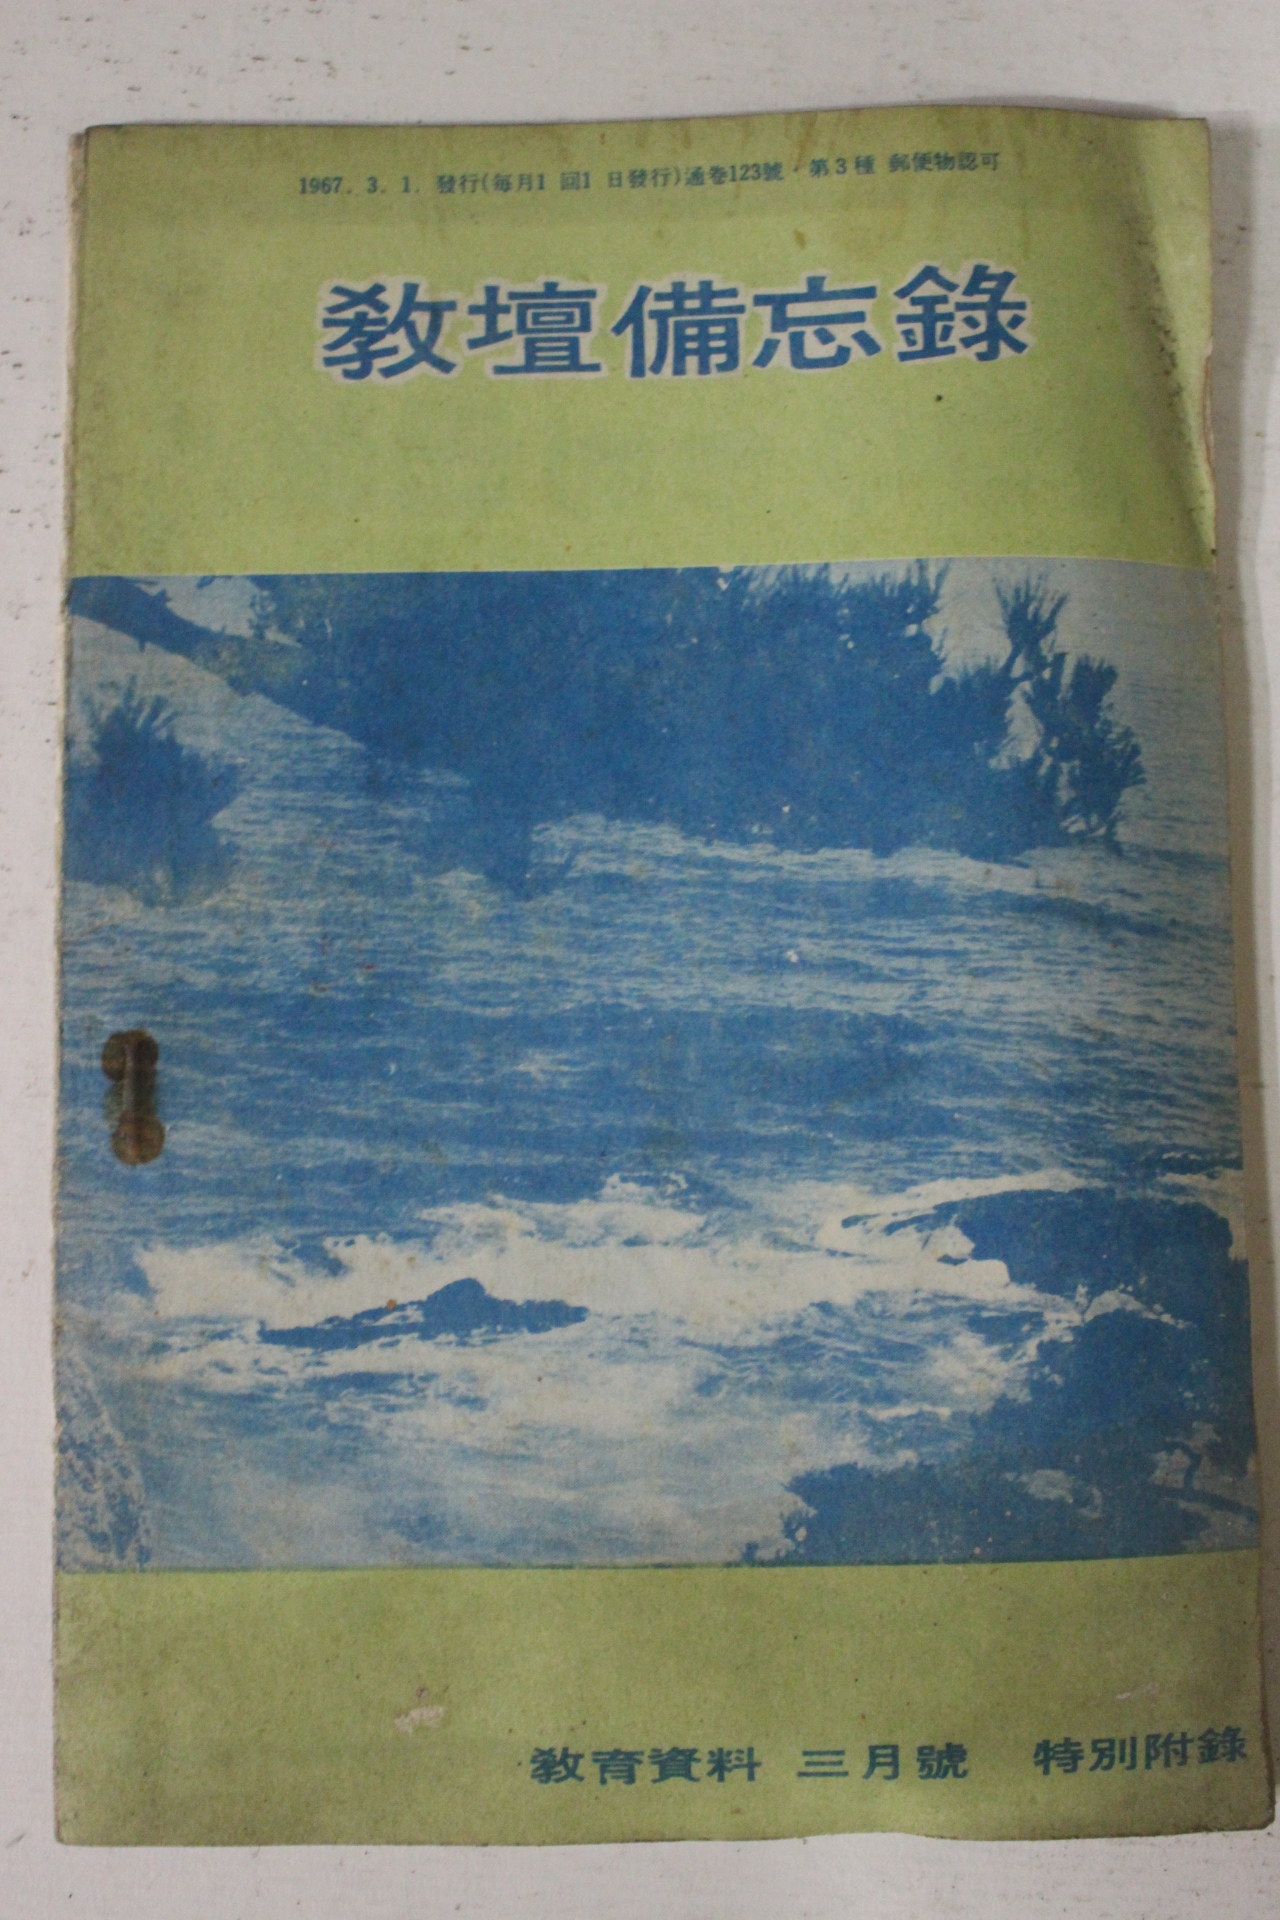 1967. 3. 1. 發行(每月1 回1 日發行)通卷123號·第3種 郵便物認可
敎壇備忘錄
敎育資料 三月號 特別附錄